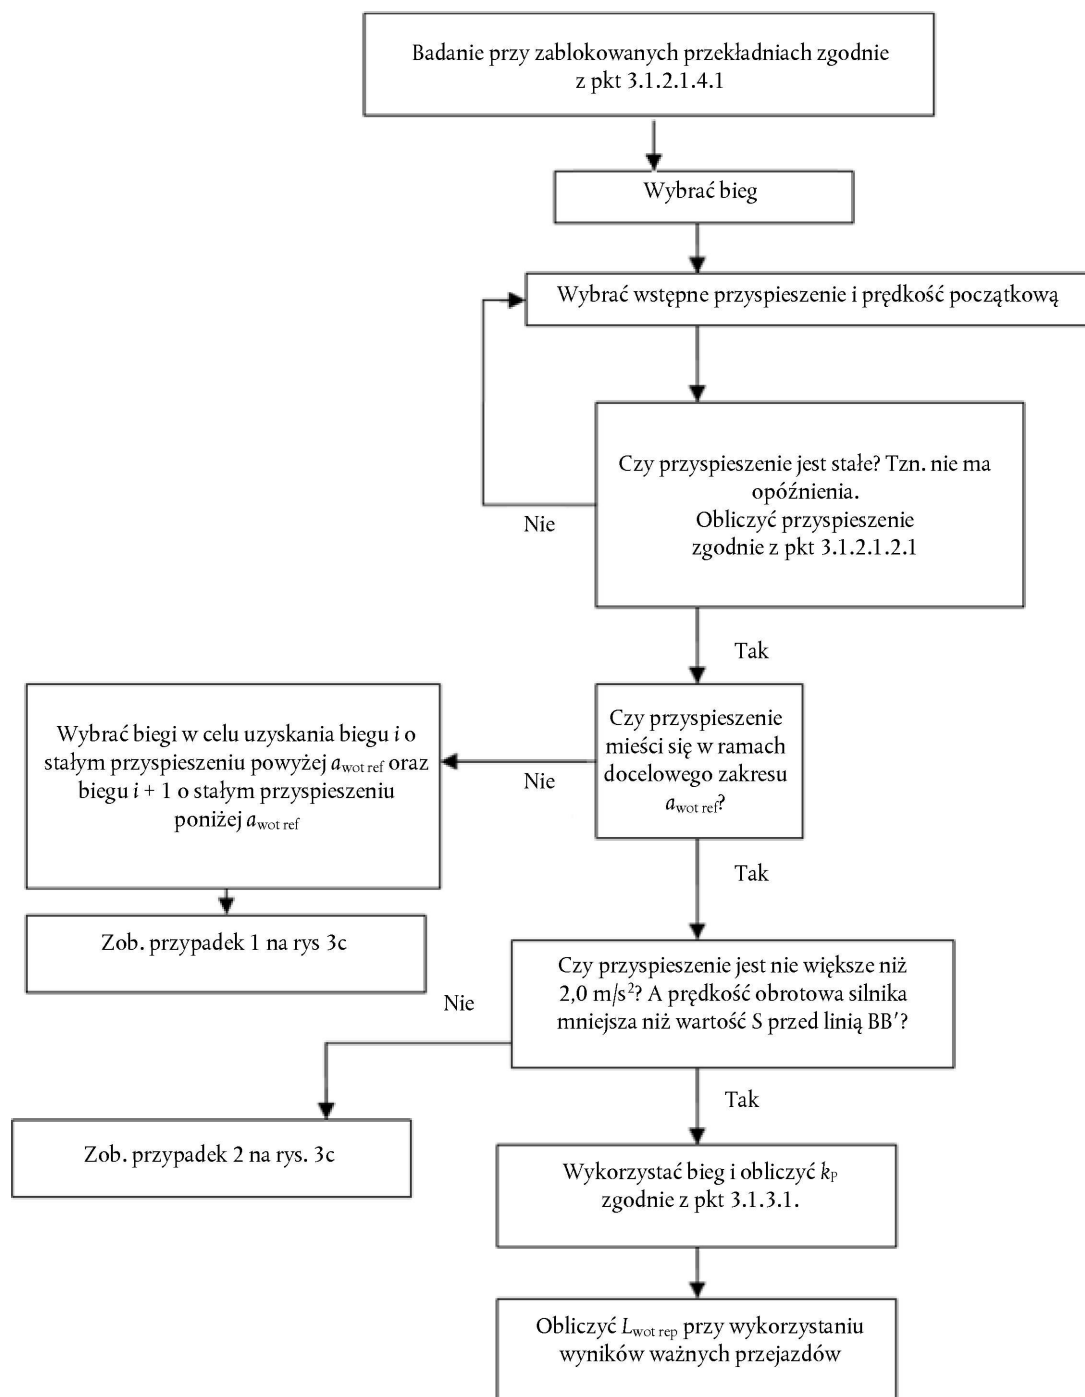 Badanie przy zablokowanych przekładniach zgodnie
z pkt 3.1.2.1.4.1
Wybrać bieg
Wybrać wstępne przyspieszenie i prędkość początkową
Czy przyspieszenie jest stałe? Tzn. nie ma
opóźnienia.
Obliczyć przyspieszenie
zgodnie z pkt 3.1.2.1.2.1
Nie
Tak
Czy przyspieszenie
mieści się w ramach
docelowego zakresu
a wot ref?
Nie
Wybrać biegi w celu uzyskania biegu i o
stałym przyspieszeniu powyżej a wot ref oraz
biegu i + 1 o stałym przyspieszeniu
poniżej a wot ref
Zob. przypadek 1 na rys 3c
Tak
Czy przyspieszenie jest nie większe niż
2,0 m/s²? A prędkość obrotowa silnika
mniejsza niż wartość S przed linią BB′?
Nie
Zob. przypadek 2 na rys. 3c
Tak
Wykorzystać bieg i obliczyć kP
zgodnie z pkt 3.1.3.1.
Obliczyć L wot rep przy wykorzystaniu
wyników ważnych przejazdów